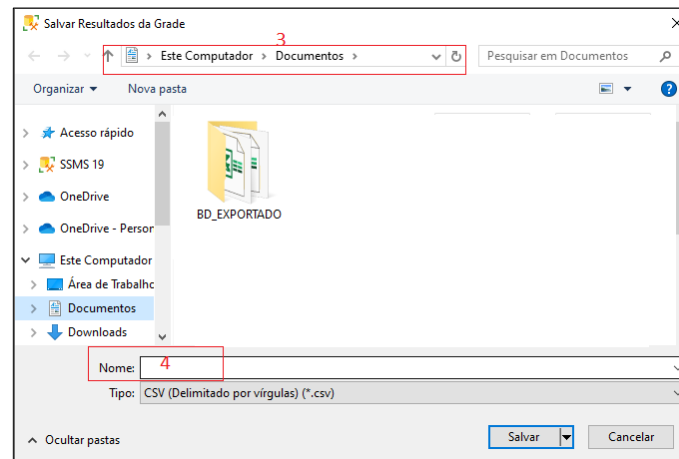 Salvar Resultados da Grade
3
Este Computador > Documentos >
Pesquisar em Documentos
Organizar
Nova pasta
Acesso rápido
SSMS 19
OneDrive
OneDrive - Person
Este Computador
Área de Trabalho
Documentos
Downloads
BD_EXPORTADO
Nome: 4
Tipo: CSV (Delimitado por vírgulas) (*.csv)
Ocultar pastas
Salvar
Cancelar